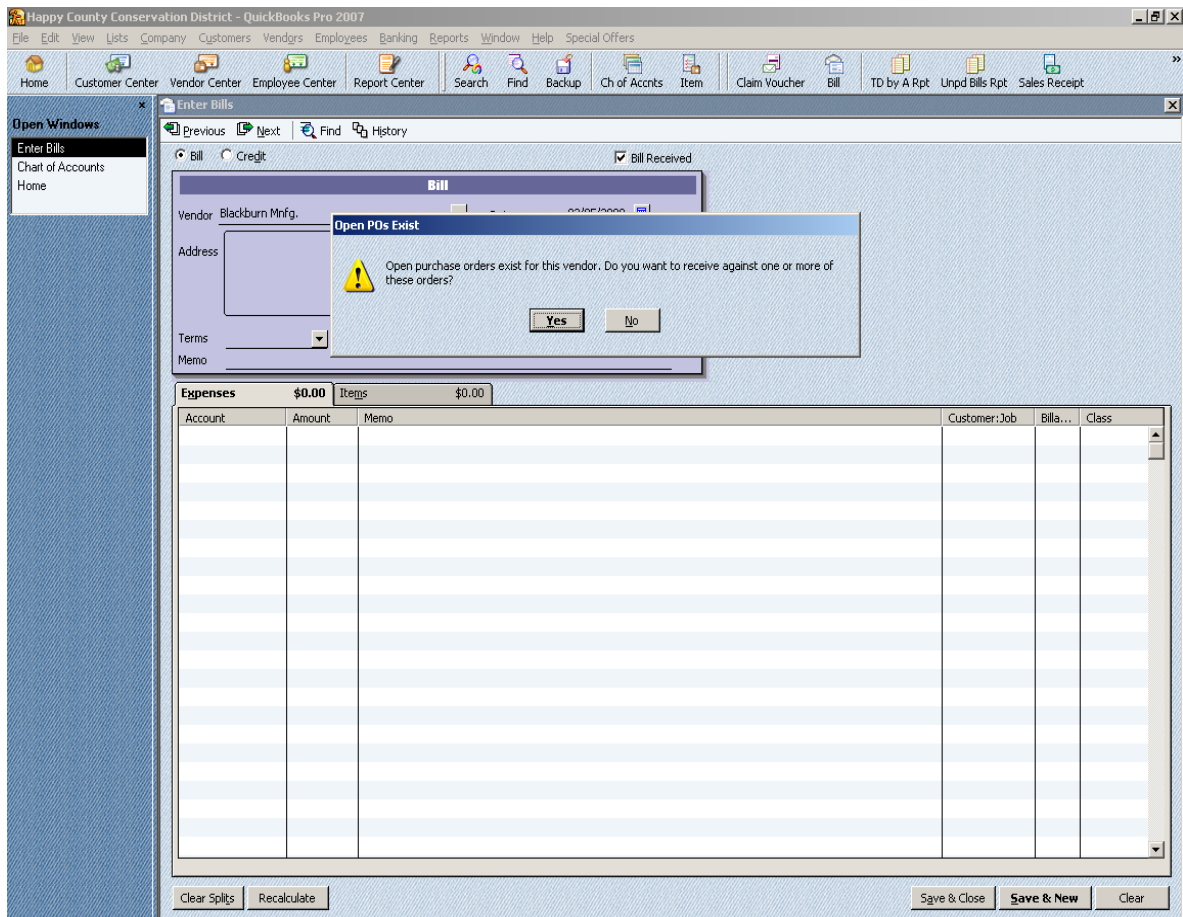 Happy County Conservation District - QuickBooks Pro 2007
File Edit View Lists Company Customers Vendors Employees Banking Reports Window Help Special Offers
Home Customer Center Vendor Center Employee Center Report Center Search Find Backup Ch of Accnts Item Claim Voucher Bill TD by A Rpt Unpd Bills Rpt Sales Receipt
Open Windows
Enter Bills
Chart of Accounts
Home
Enter Bills
Previous Next Find History
Bill Credit Bill Received
Bill
Vendor Blackburn Mnfg.
Address
Terms
Memo
Open POs Exist
Open purchase orders exist for this vendor. Do you want to receive against one or more of
these orders?
Yes No
Expenses $0.00 Items $0.00
Account Amount Memo Customer:Job Billa... Class
Clear Splits Recalculate Save & Close Save & New Clear